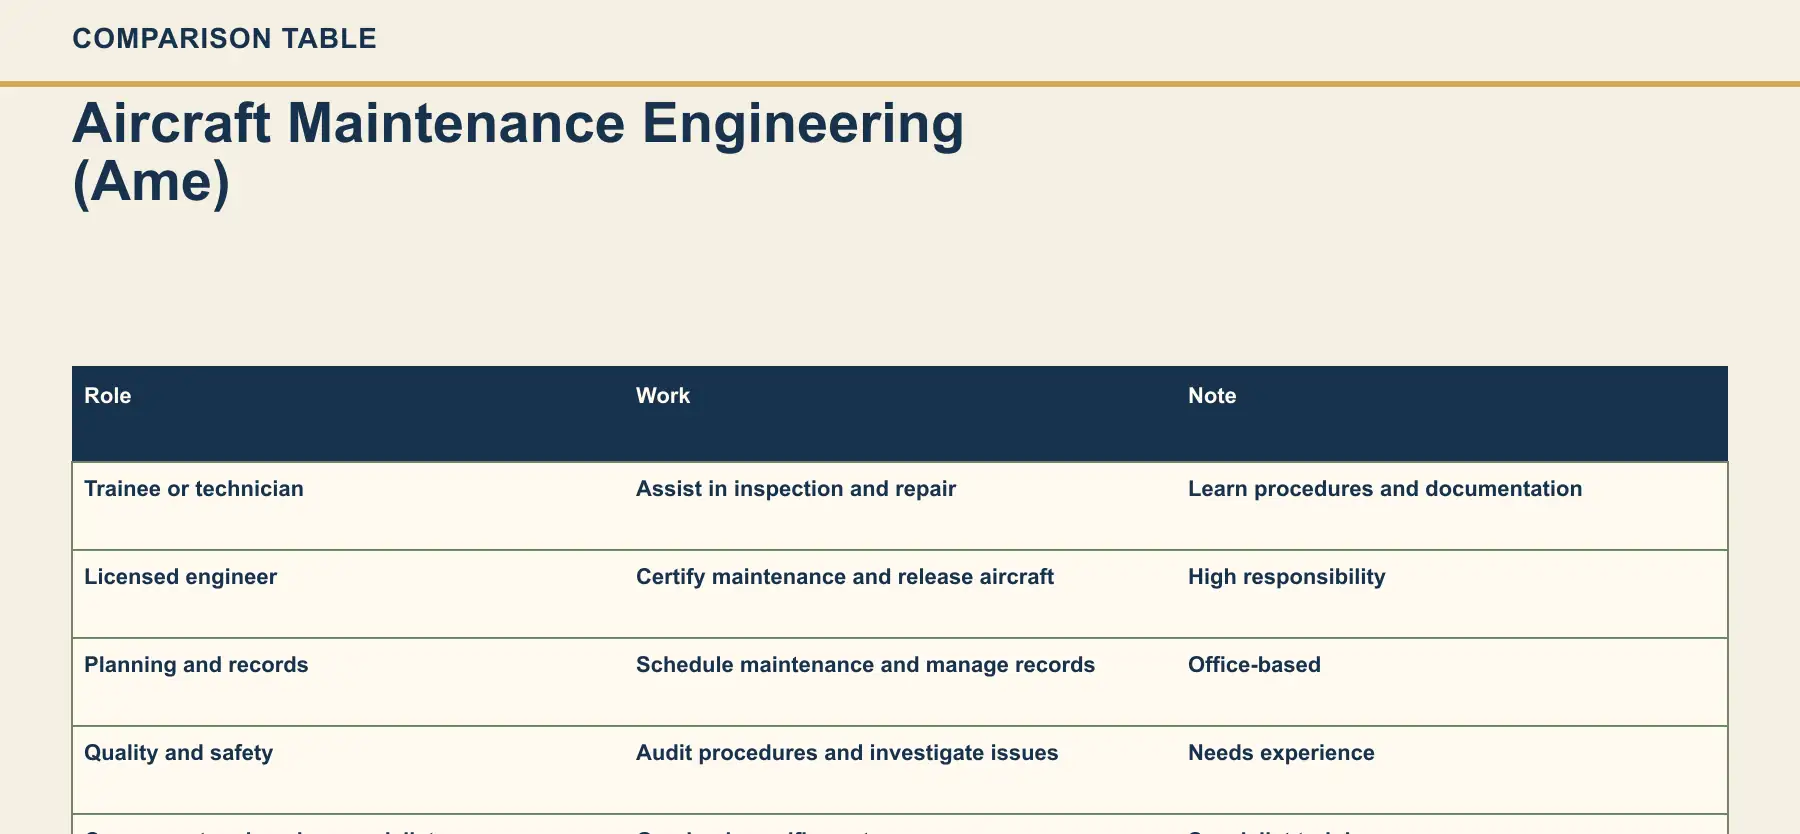 COMPARISON TABLE
Aircraft Maintenance Engineering
(Ame)
Role Work Note
Trainee or technician Assist in inspection and repair Learn procedures and documentation
Licensed engineer Certify maintenance and release aircraft High responsibility
Planning and records Schedule maintenance and manage records Office-based
Quality and safety Audit procedures and investigate issues Needs experience